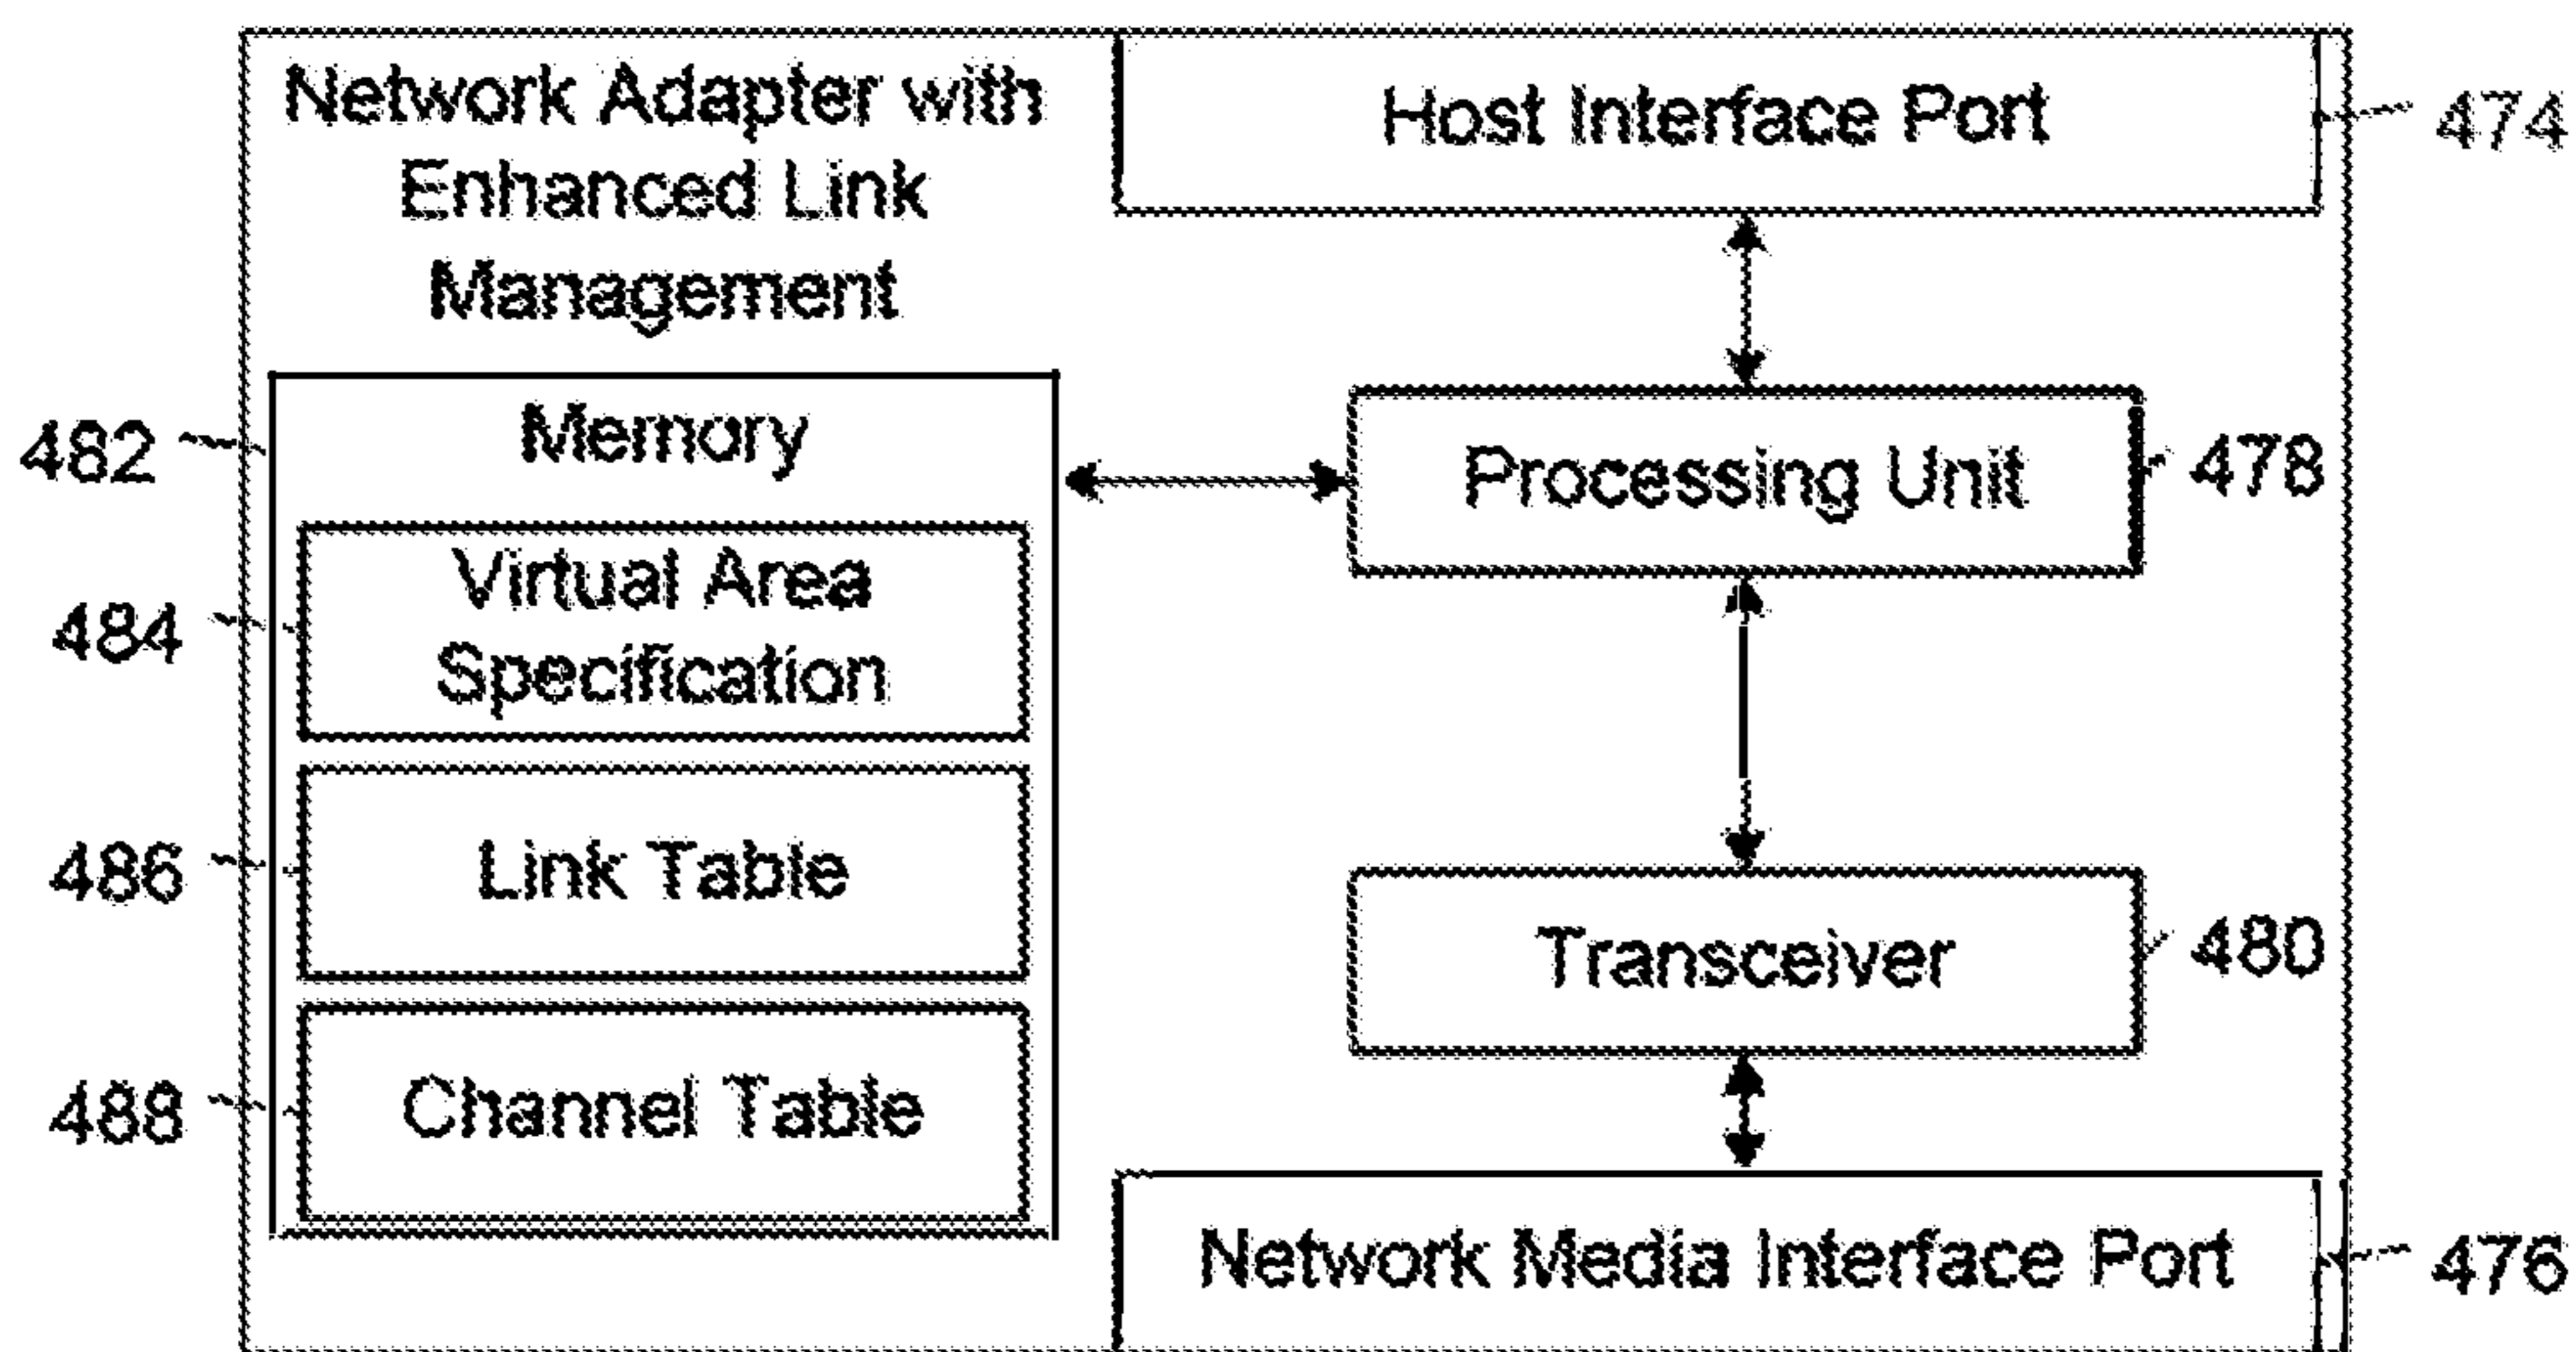 Network Adapter with
Enhanced Link
Management
Host Interface Port
474
482
Memory
Processing Unit
478
484
Virtual Area
Specification
486
Link Table
Transceiver
480
488
Channel Table
Network Media Interface Port
476